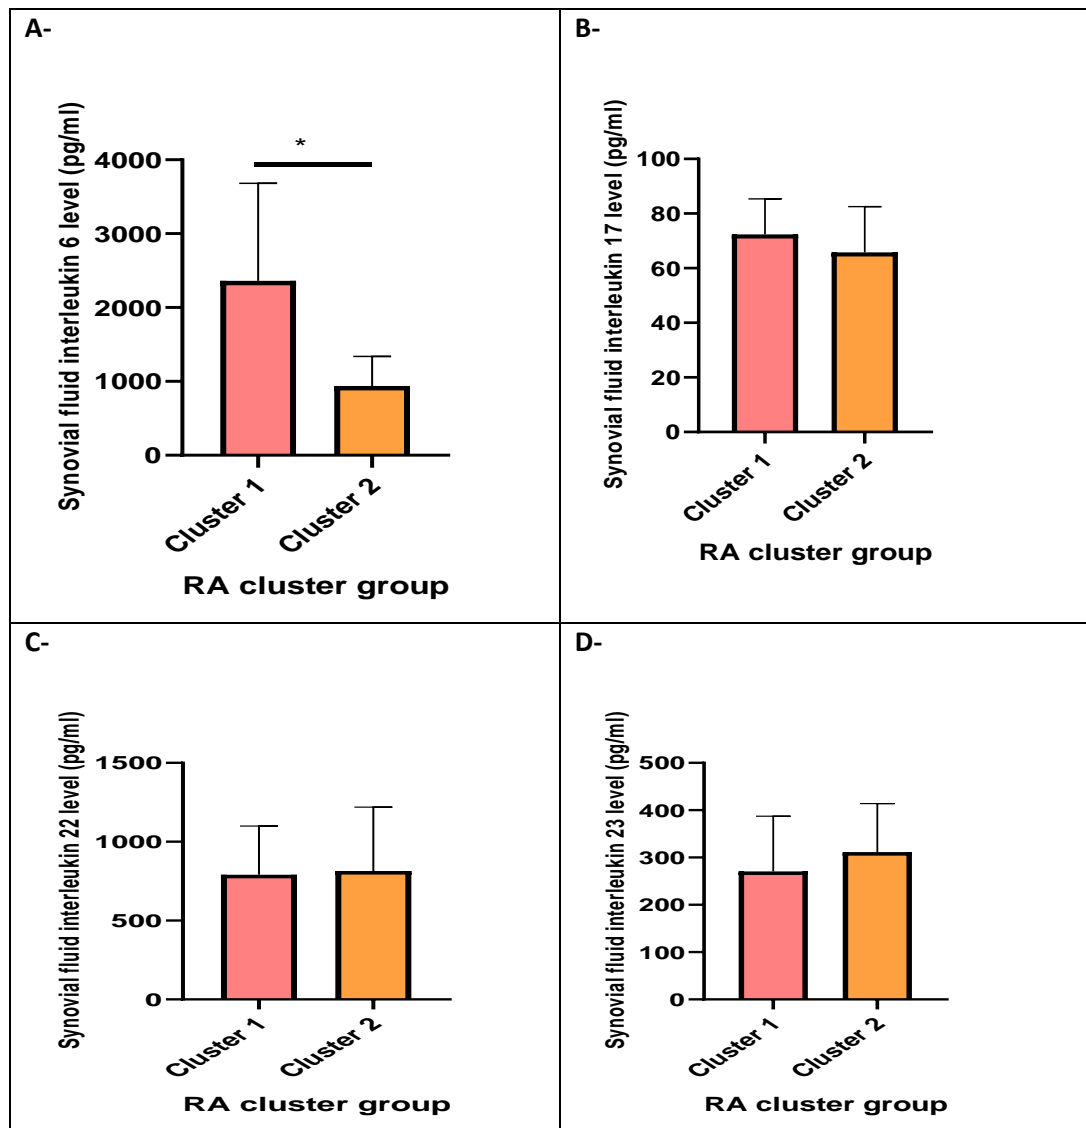 A-
Synovial fluid interleukin 6 level (pg/ml)
4000
3000
2000
1000
0
*
Cluster 1
Cluster 2
RA cluster group
B-
Synovial fluid interleukin 17 level (pg/ml)
100
80
60
40
20
0
Cluster 1
Cluster 2
RA cluster group
C-
Synovial fluid interleukin 22 level (pg/ml)
1500
1000
500
0
Cluster 1
Cluster 2
RA cluster group
D-
Synovial fluid interleukin 23 level (pg/ml)
500
400
300
200
100
0
Cluster 1
Cluster 2
RA cluster group